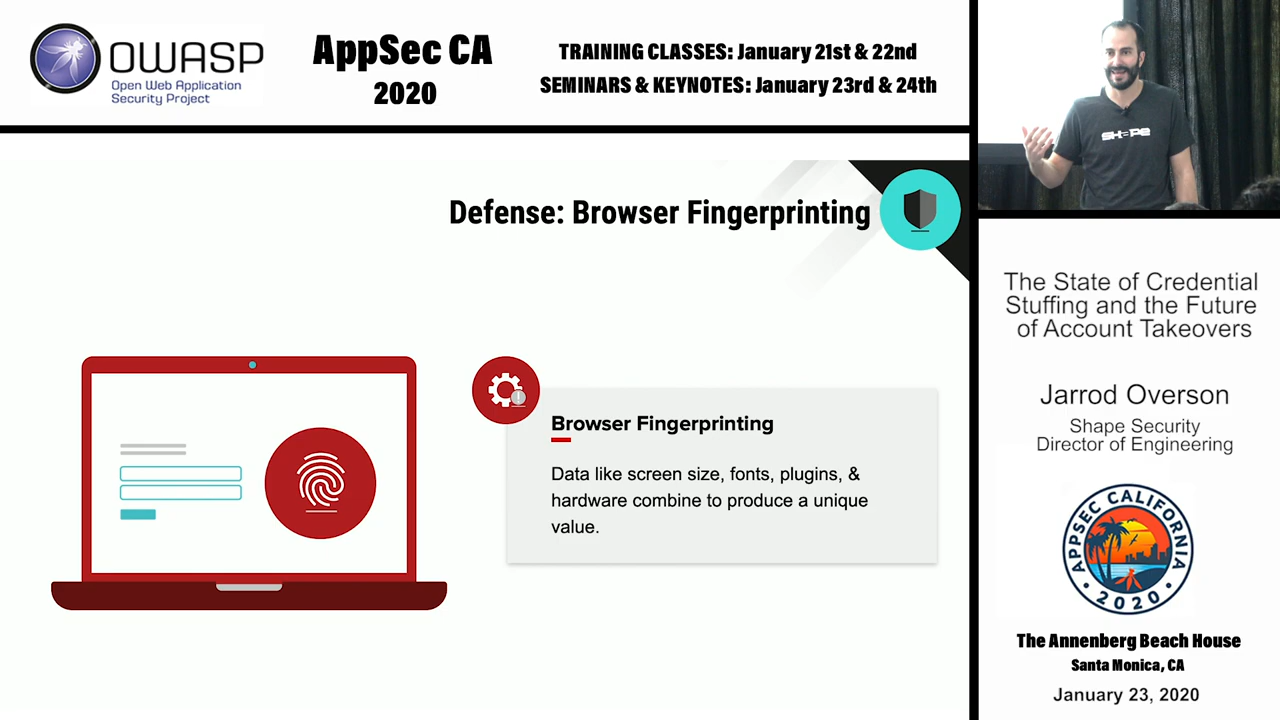 OWASP
Open Web Application
Security Project
AppSec CA
2020
TRAINING CLASSES: January 21st & 22nd
SEMINARS & KEYNOTES: January 23rd & 24th
Defense: Browser Fingerprinting
Browser Fingerprinting
Data like screen size, fonts, plugins, &
hardware combine to produce a unique
value.
SHAPE
The State of Credential
Stuffing and the Future
of Account Takeovers
Jarrod Overson
Shape Security
Director of Engineering
APPSEC CALIFORNIA
• 2020 •
The Annenberg Beach House
Santa Monica, CA
January 23, 2020